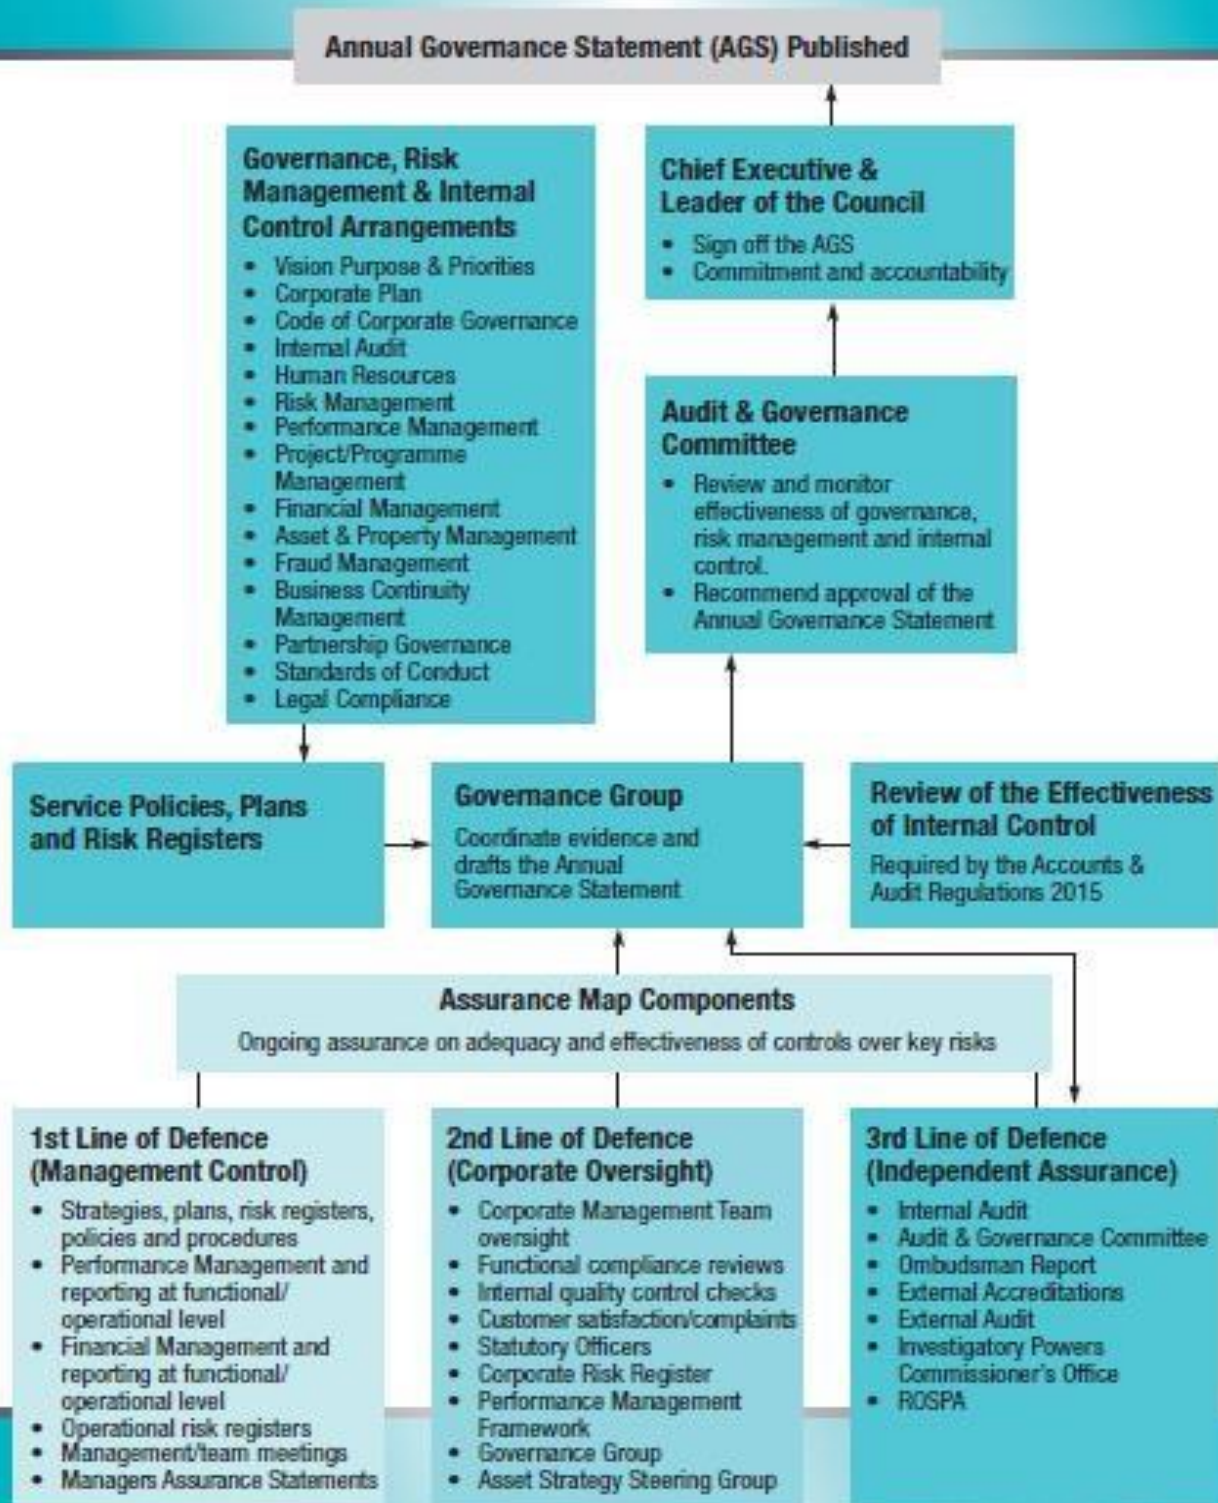 Annual Governance Statement (AGS) Published
Governance, Risk
Management & Internal
Control Arrangements
• Vision Purpose & Priorities
• Corporate Plan
• Code of Corporate Governance
• Internal Audit
• Human Resources
• Risk Management
• Performance Management
• Project/Programme
Management
• Financial Management
• Asset & Property Management
• Fraud Management
• Business Continuity
Management
• Partnership Governance
• Standards of Conduct
• Legal Compliance
Chief Executive &
Leader of the Council
• Sign off the AGS
• Commitment and accountability
Audit & Governance
Committee
• Review and monitor
effectiveness of governance,
risk management and internal
control.
• Recommend approval of the
Annual Governance Statement
Service Policies, Plans
and Risk Registers
Governance Group
Coordinate evidence and
drafts the Annual
Governance Statement
Review of the Effectiveness
of Internal Control
Required by the Accounts &
Audit Regulations 2015
Assurance Map Components
Ongoing assurance on adequacy and effectiveness of controls over key risks
1st Line of Defence
(Management Control)
• Strategies, plans, risk registers,
policies and procedures
• Performance Management and
reporting at functional/
operational level
• Financial Management and
reporting at functional/
operational level
• Operational risk registers
• Management/team meetings
• Managers Assurance Statements
2nd Line of Defence
(Corporate Oversight)
• Corporate Management Team
oversight
• Functional compliance reviews
• Internal quality control checks
• Customer satisfaction/complaints
• Statutory Officers
• Corporate Risk Register
• Performance Management
Framework
• Governance Group
• Asset Strategy Steering Group
3rd Line of Defence
(Independent Assurance)
• Internal Audit
• Audit & Governance Committee
• Ombudsman Report
• External Accreditations
• External Audit
• Investigatory Powers
Commissioner's Office
• ROSPA